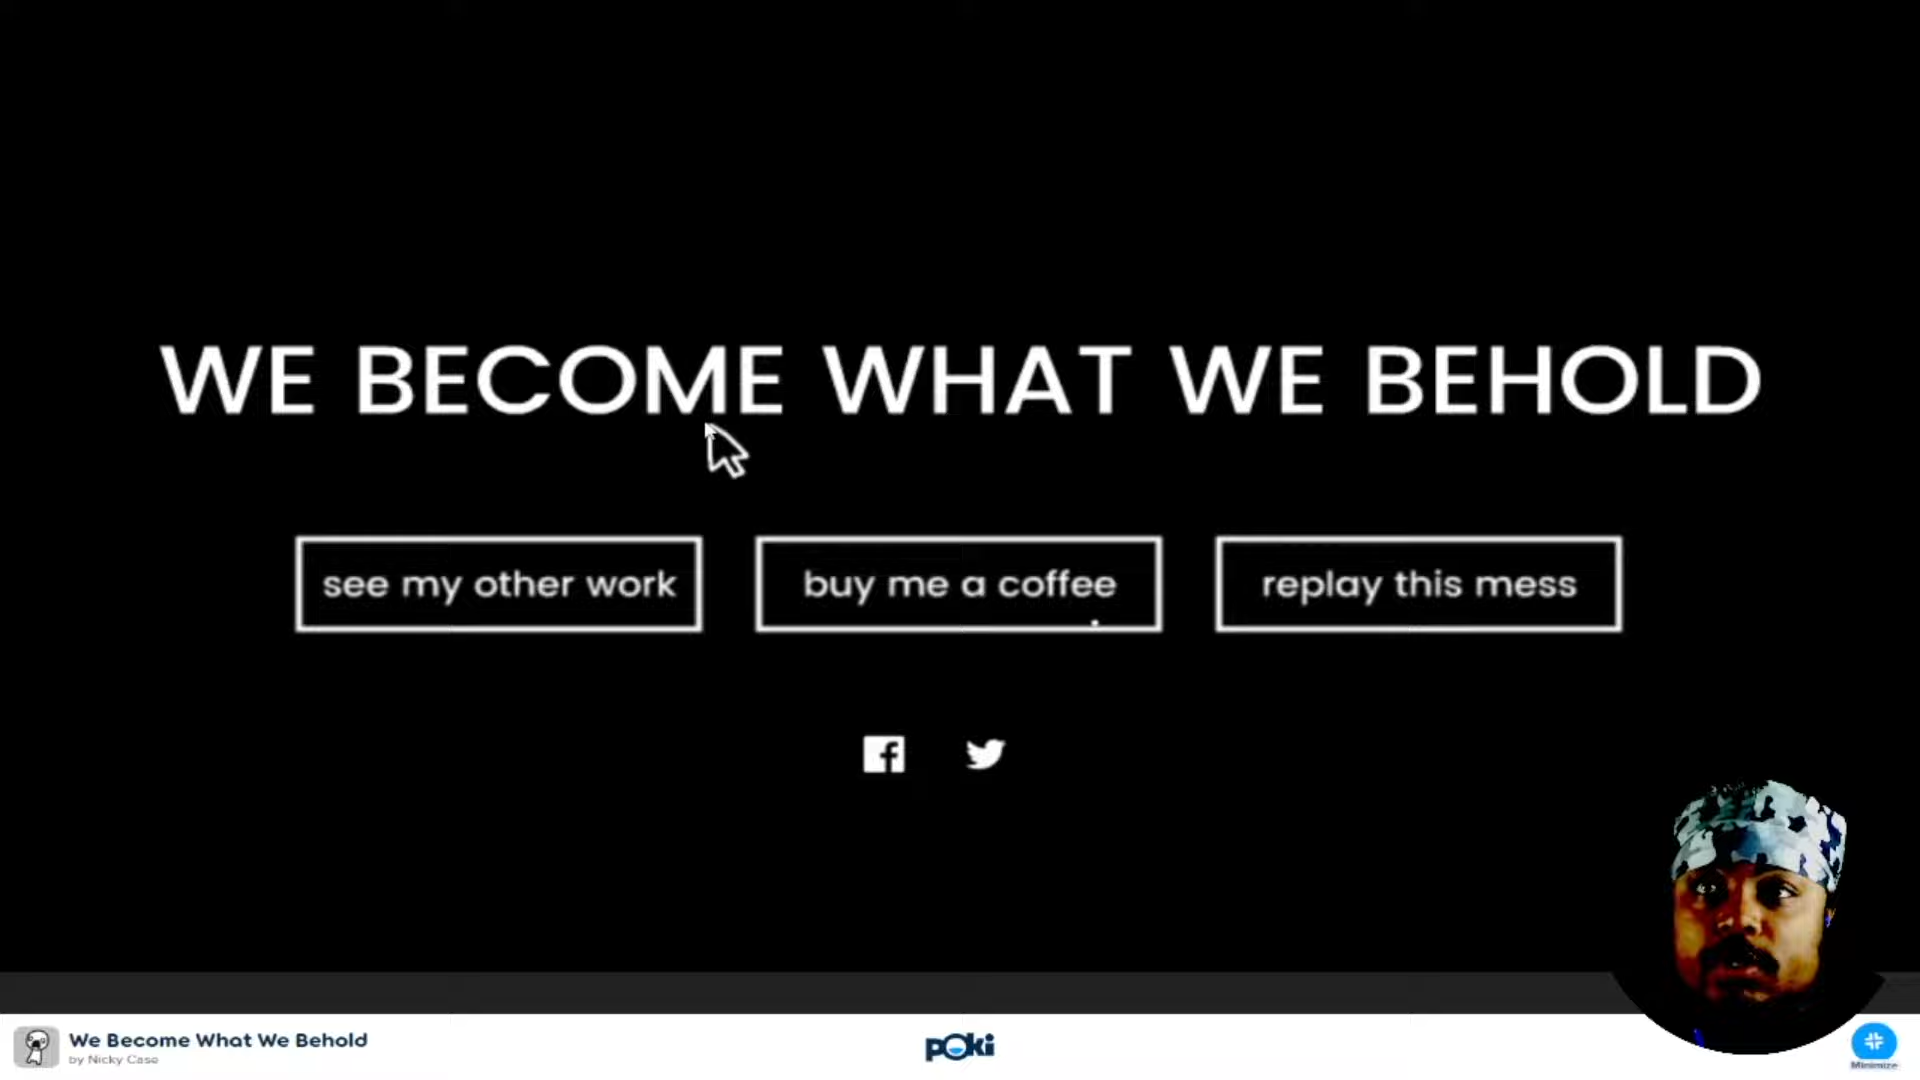 WE BECOME WHAT WE BEHOLD
see my other work
buy me a coffee
replay this mess
We Become What We Behold
by Nicky Case
poki
Minimize